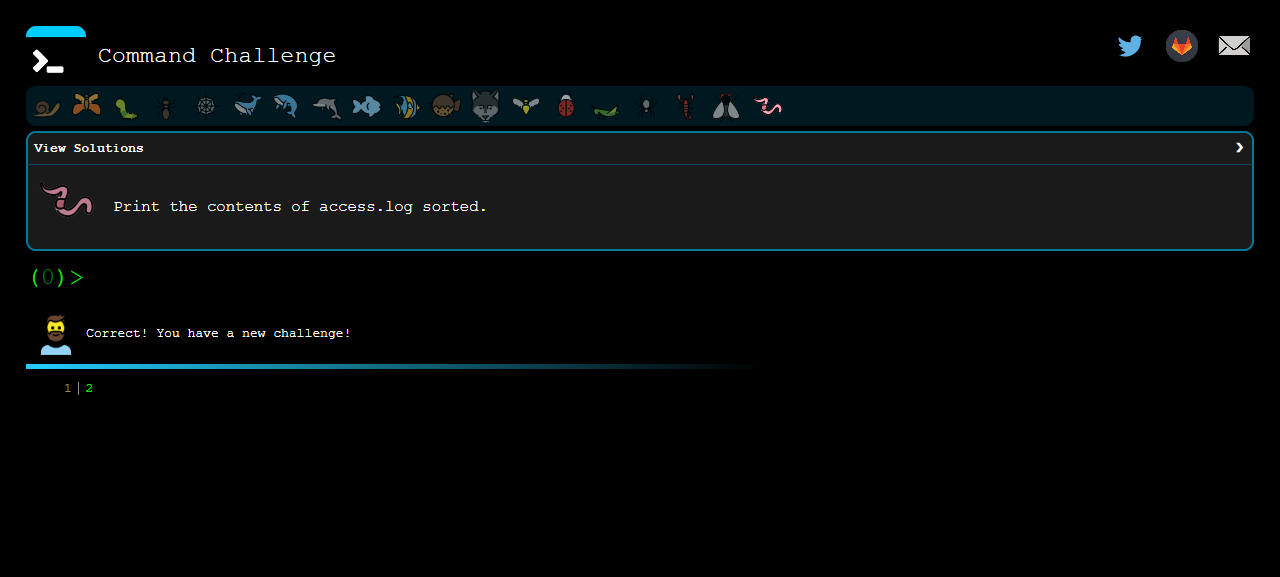 Command Challenge
View Solutions
Print the contents of access.log sorted.
(0)>
Correct! You have a new challenge!
1|2